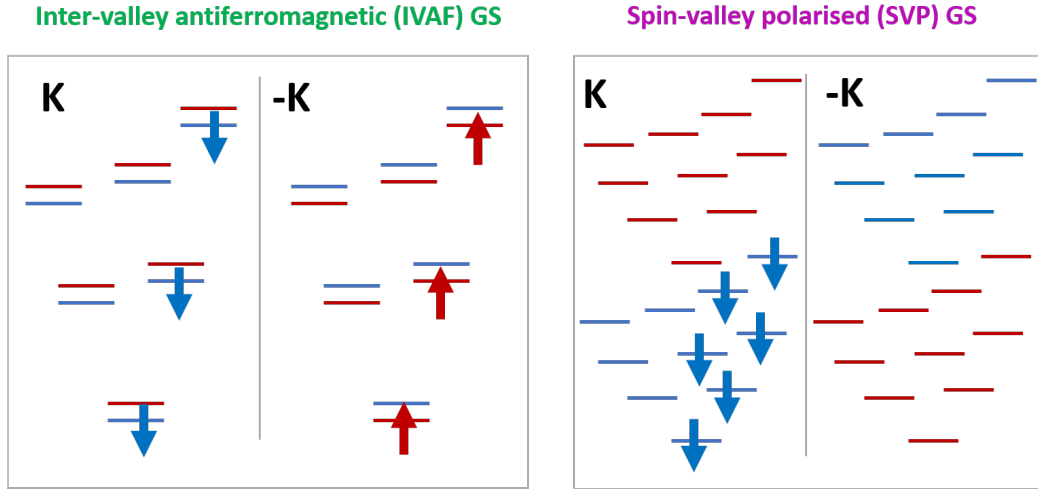 Inter-valley antiferromagnetic (IVAF) GS
Spin-valley polarised (SVP) GS
K
-K
K
-K